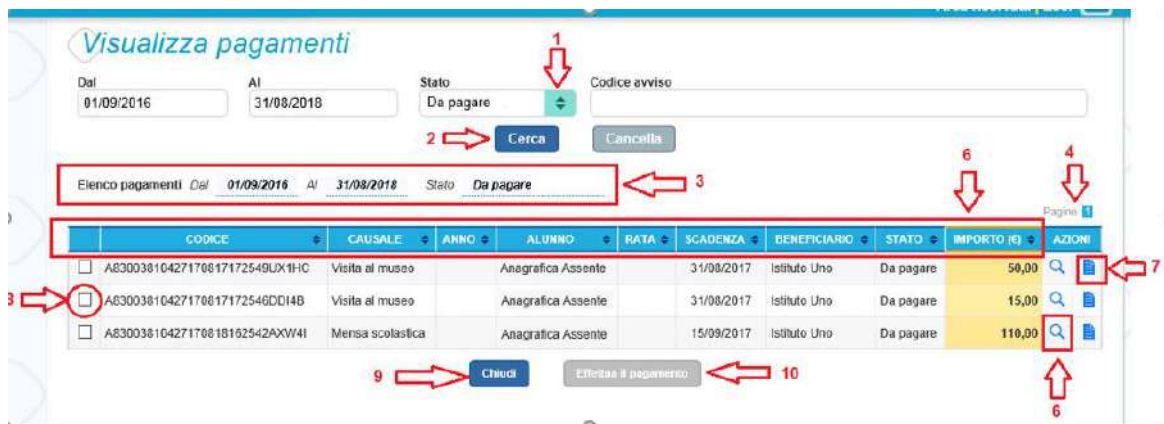 Visualizza pagamenti
1
Dal Al Stato Codice avviso
01/09/2016 31/08/2018 Da pagare
2 Cerca Cancella
6 4
Elenco pagamenti Dal 01/09/2016 Al 31/08/2018 Stato Da pagare 3
Pagine 1
CODICE CAUSALE ANNO ALUNNO RATA SCADENZA BENEFICIARIO STATO IMPORTO (€) AZIONI
A83003810427170817172549UX1HC Visita al museo Anagrafica Assente 31/08/2017 Istituto Uno Da pagare 50,00 7
A83003810427170817172546DDI4B Visita al museo Anagrafica Assente 31/08/2017 Istituto Uno Da pagare 15,00
A83003810427170818162542AXW4I Mensa scolastica Anagrafica Assente 15/09/2017 Istituto Uno Da pagare 110,00
9 Chiudi Effettua il pagamento 10
6